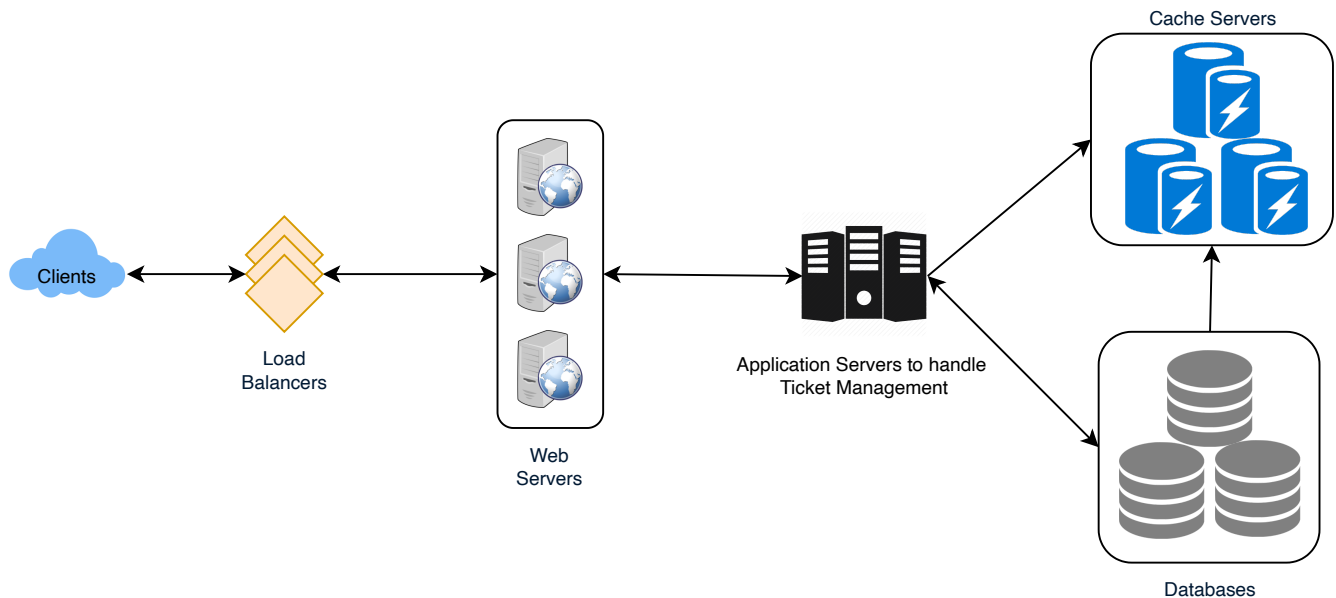 Cache Servers
Clients
Load
Balancers
Web
Servers
Application Servers to handle
Ticket Management
Databases